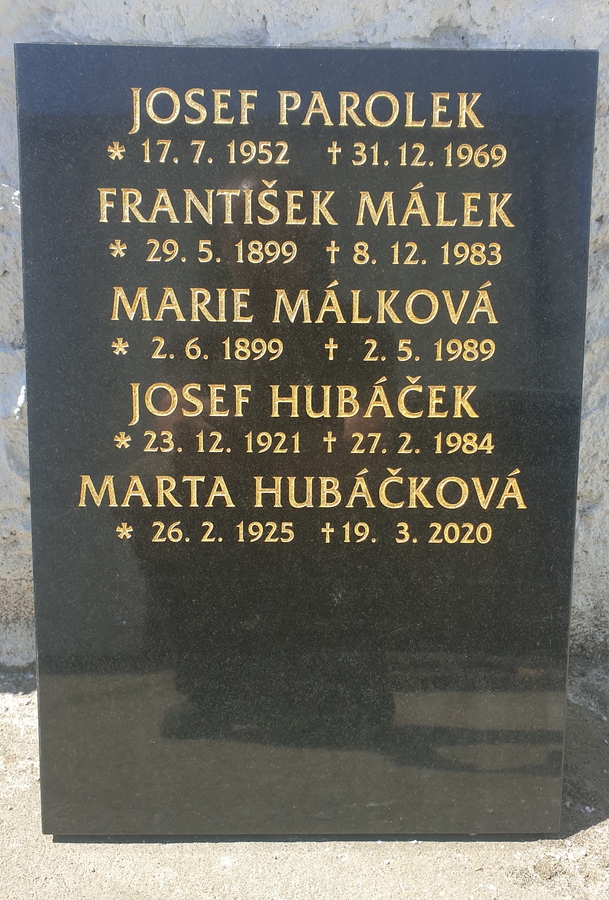 JOSEF PAROLEK
* 17. 7. 1952 † 31. 12. 1969
FRANTIŠEK MÁLEK
* 29. 5. 1899 † 8. 12. 1983
MARIE MÁLKOVÁ
* 2. 6. 1899 † 2. 5. 1989
JOSEF HUBÁČEK
* 23. 12. 1921 † 27. 2. 1984
MARTA HUBÁČKOVÁ
* 26. 2. 1925 † 19. 3. 2020